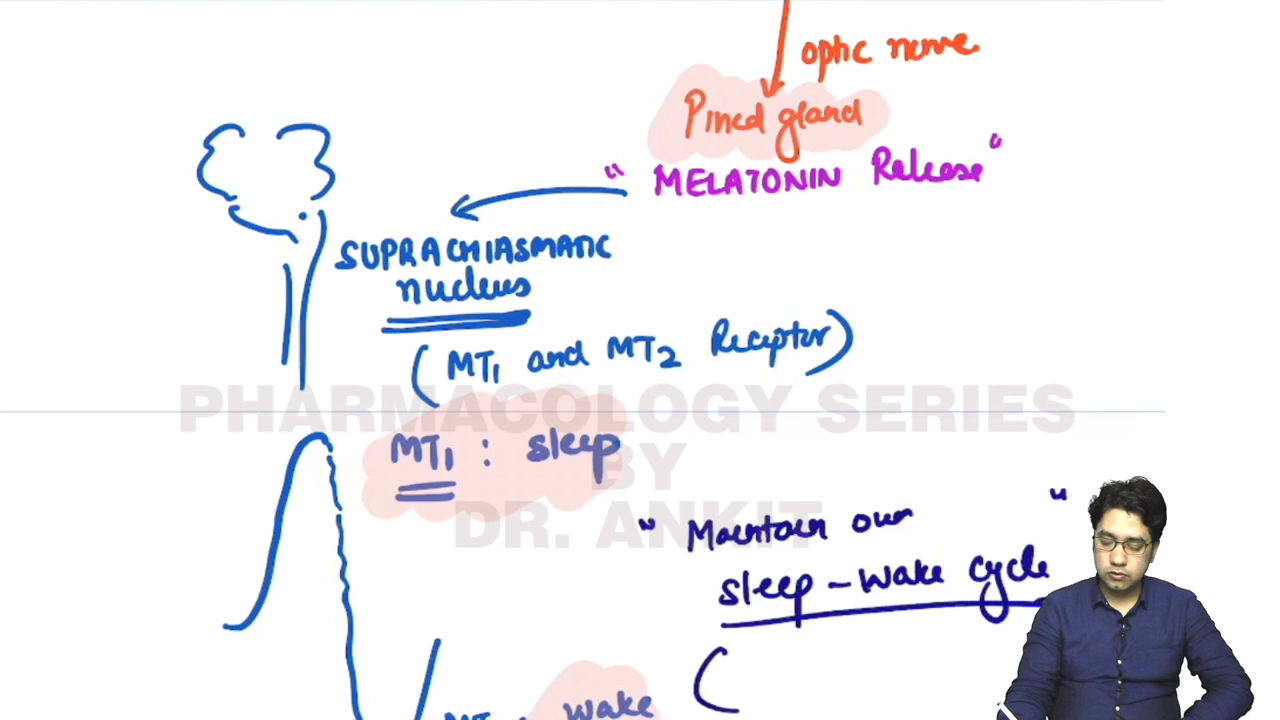 optic nerve
Pineal gland
"MELATONIN Release"
SUPRACHIASMATIC
nucleus
(MT1 and MT2 Receptor)
PHARMACOLOGY SERIES
BY
DR. ANKIT
MT1 : sleep
"Maintain our
sleep-wake cycle"
(
wake